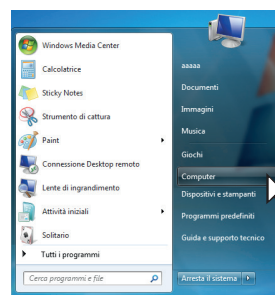 Windows Media Center
Calcolatrice
Sticky Notes
Strumento di cattura
Paint
Connessione Desktop remoto
Lente di ingrandimento
Attività iniziali
Solitario
Tutti i programmi
Cerca programmi e file
aaaaa
Documenti
Immagini
Musica
Giochi
Computer
Dispositivi e stampanti
Programmi predefiniti
Guida e supporto tecnico
Arresta il sistema